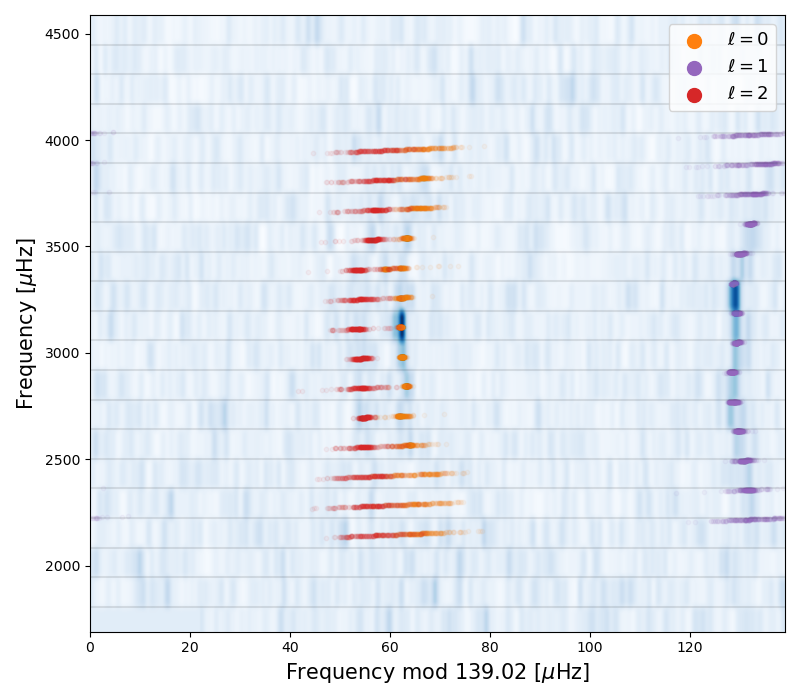 ℓ = 0
ℓ = 1
ℓ = 2
4500
4000
3500
3000
2500
2000
Frequency [μHz]
0 20 40 60 80 100 120
Frequency mod 139.02 [μHz]